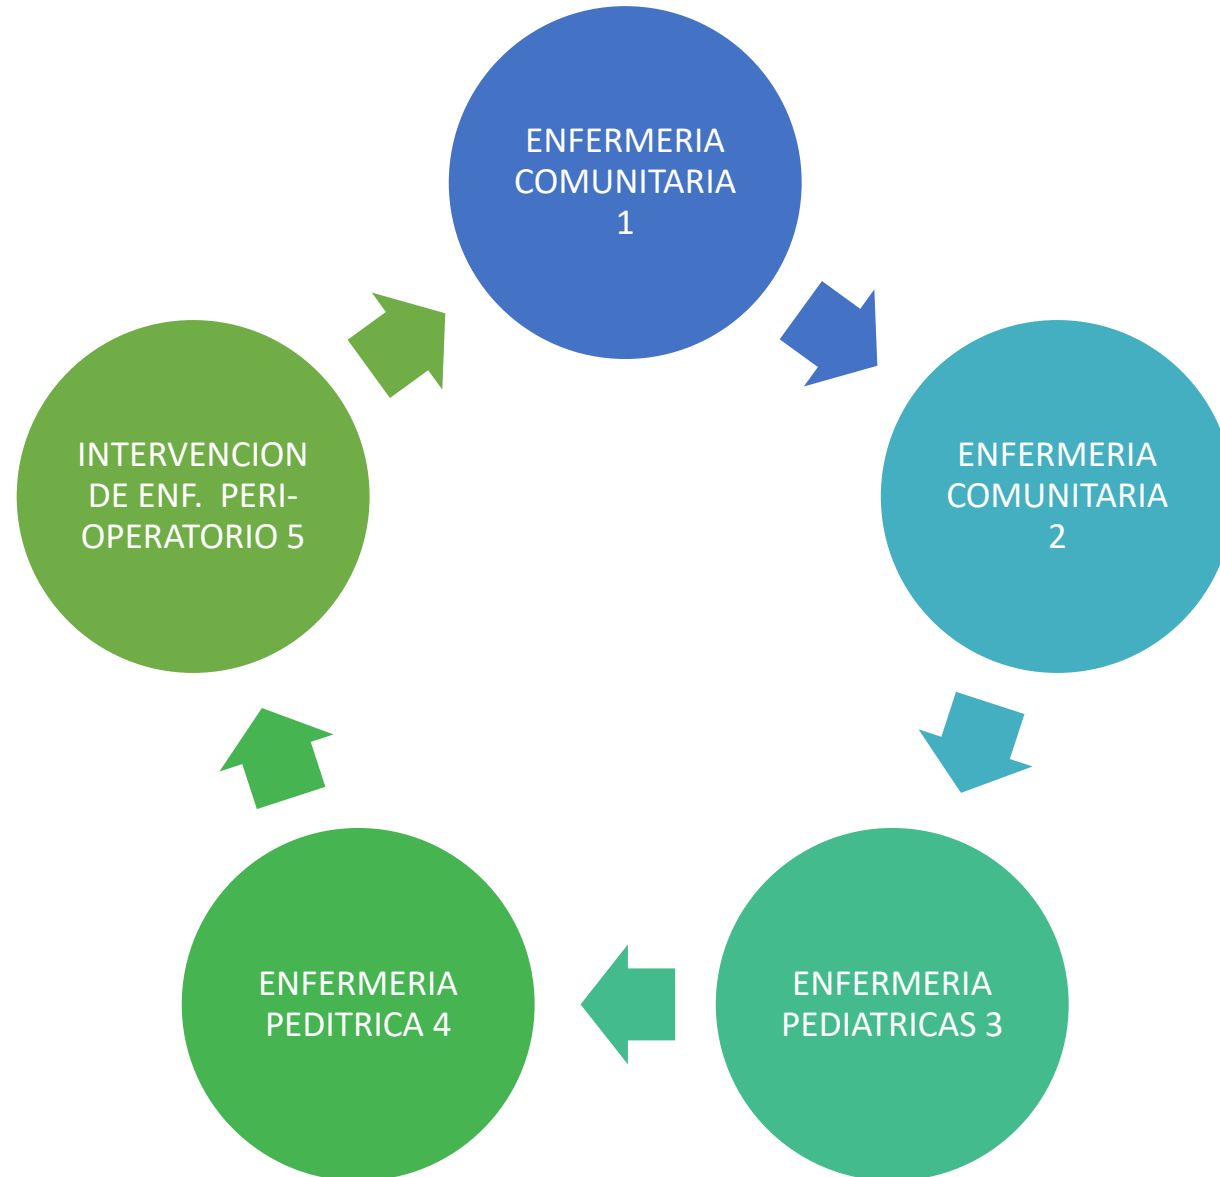 ENFERMERIA
COMUNITARIA
1
ENFERMERIA
COMUNITARIA
2
ENFERMERIA
PEDIATRICAS 3
ENFERMERIA
PEDITRICA 4
INTERVENCION
DE ENF. PERI-
OPERATORIO 5